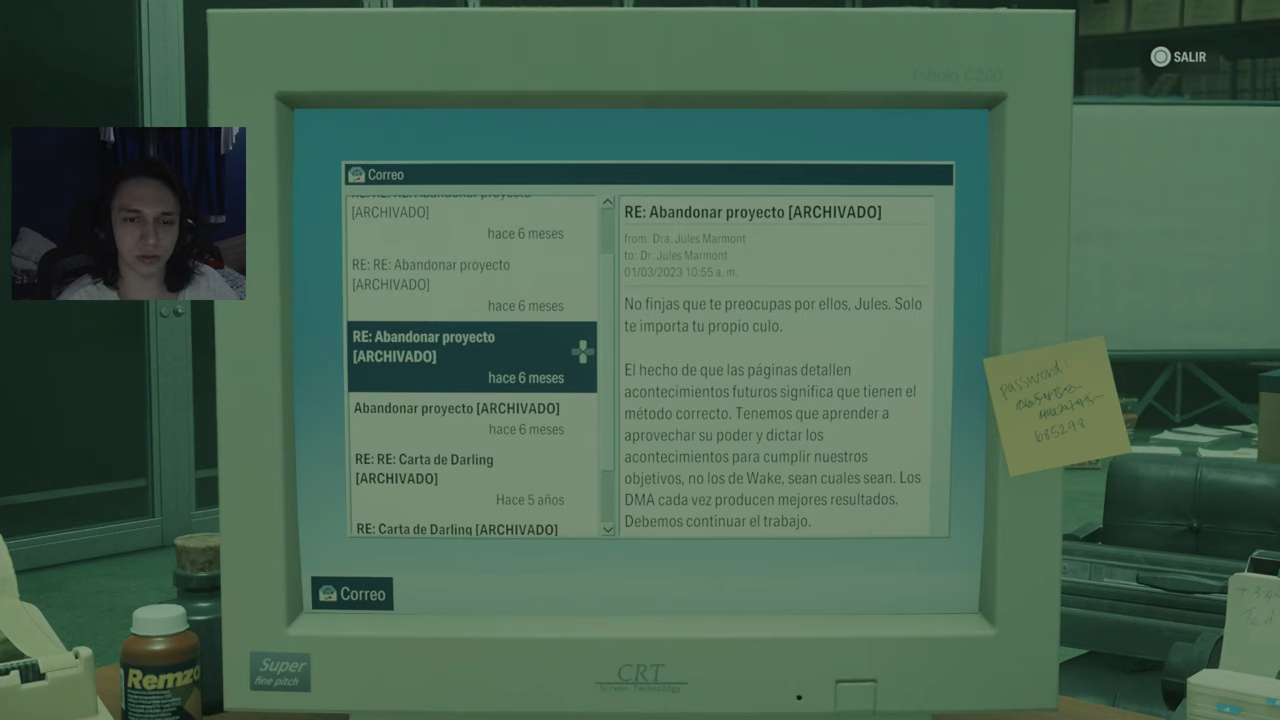 SALIR
Correo
[ARCHIVADO]
hace 6 meses
RE: RE: Abandonar proyecto
[ARCHIVADO]
hace 6 meses
RE: Abandonar proyecto
[ARCHIVADO]
hace 6 meses
Abandonar proyecto [ARCHIVADO]
hace 6 meses
RE: RE: Carta de Darling
[ARCHIVADO]
Hace 5 años
RE: Carta de Darling [ARCHIVADO]
RE: Abandonar proyecto [ARCHIVADO]
from: Dra. Jules Marmont
to: Dr. Jules Marmont
01/03/2023 10:55 a. m.
No finjas que te preocupas por ellos, Jules. Solo
te importa tu propio culo.
El hecho de que las páginas detallen
acontecimientos futuros significa que tienen el
método correcto. Tenemos que aprender a
aprovechar su poder y dictar los
acontecimientos para cumplir nuestros
objetivos, no los de Wake, sean cuales sean. Los
DMA cada vez producen mejores resultados.
Debemos continuar el trabajo.
password:
685298
Correo
Super
fine pitch
CRT
Screen Technology